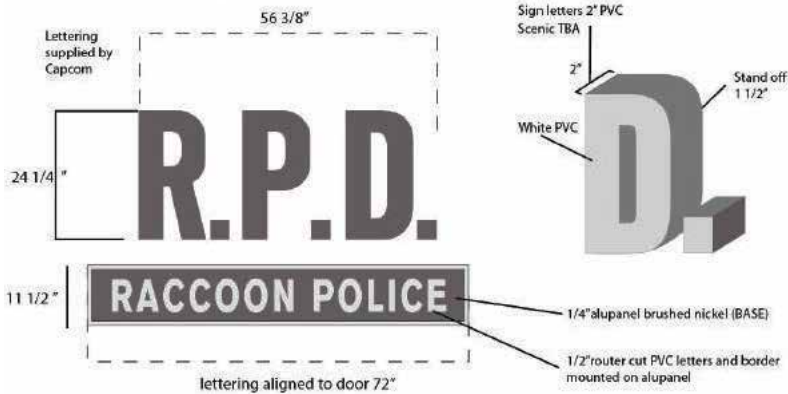 56 3/8"
Lettering
supplied by
Capcom
24 1/4 "
R.P.D.
11 1/2 "
RACCOON POLICE
lettering aligned to door 72"
Sign letters 2" PVC
Scenic TBA
2"
Stand off
1 1/2"
White PVC
D.
1/4"alupanel brushed nickel (BASE)
1/2"router cut PVC letters and border
mounted on alupanel